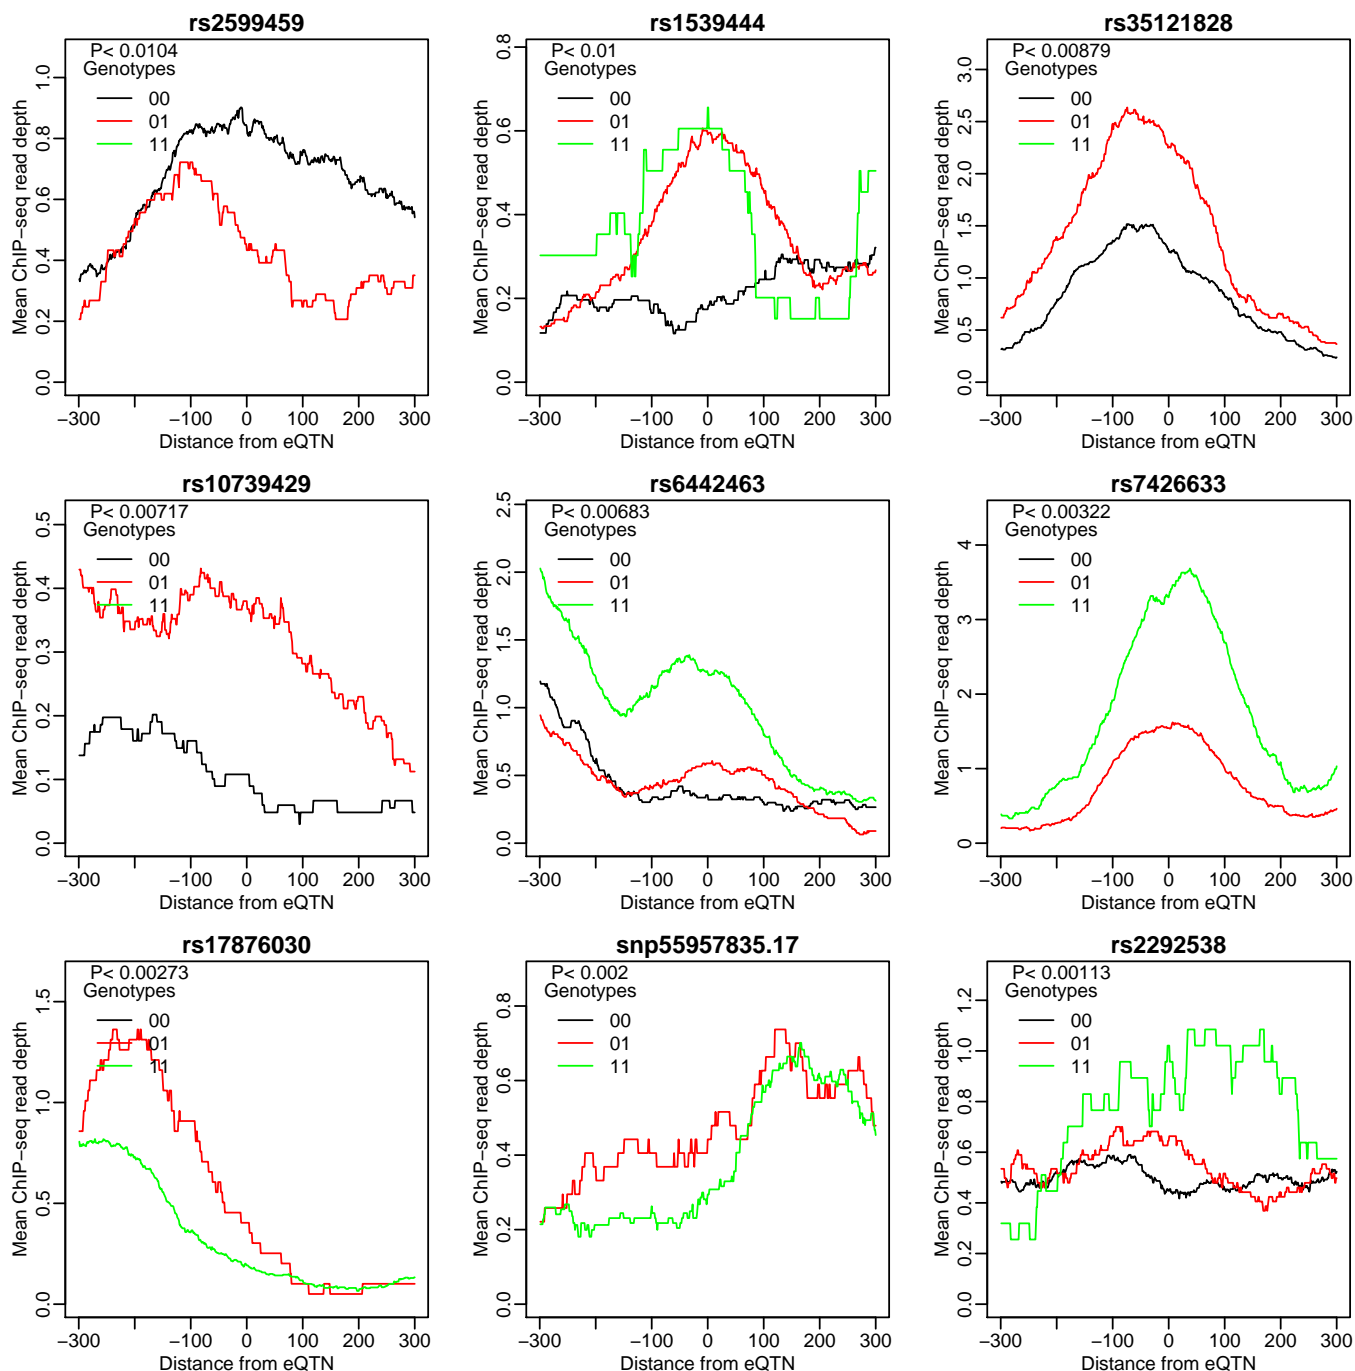 rs2599459
P< 0.0104
Genotypes
00
01
11
Mean ChIP−seq read depth
0.0
0.2
0.4
0.6
0.8
1.0
−300
−100
0
100
200
300
Distance from eQTN
rs1539444
P< 0.01
Genotypes
00
01
11
Mean ChIP−seq read depth
0.0
0.2
0.4
0.6
0.8
−300
−100
0
100
200
300
Distance from eQTN
rs35121828
P< 0.00879
Genotypes
00
01
11
Mean ChIP−seq read depth
0.0
0.5
1.0
1.5
2.0
2.5
3.0
−300
−100
0
100
200
300
Distance from eQTN
rs10739429
P< 0.00717
Genotypes
00
01
11
Mean ChIP−seq read depth
0.0
0.1
0.2
0.3
0.4
0.5
−300
−100
0
100
200
300
Distance from eQTN
rs6442463
P< 0.00683
Genotypes
00
01
11
Mean ChIP−seq read depth
0.0
0.5
1.0
1.5
2.0
2.5
−300
−100
0
100
200
300
Distance from eQTN
rs7426633
P< 0.00322
Genotypes
00
01
11
Mean ChIP−seq read depth
0
1
2
3
4
−300
−100
0
100
200
300
Distance from eQTN
rs17876030
P< 0.00273
Genotypes
00
01
11
Mean ChIP−seq read depth
0.0
0.5
1.0
1.5
−300
−100
0
100
200
300
Distance from eQTN
snp55957835.17
P< 0.002
Genotypes
00
01
11
Mean ChIP−seq read depth
0.0
0.2
0.4
0.6
0.8
−300
−100
0
100
200
300
Distance from eQTN
rs2292538
P< 0.00113
Genotypes
00
01
11
Mean ChIP−seq read depth
0.0
0.2
0.4
0.6
0.8
1.0
1.2
−300
−100
0
100
200
300
Distance from eQTN